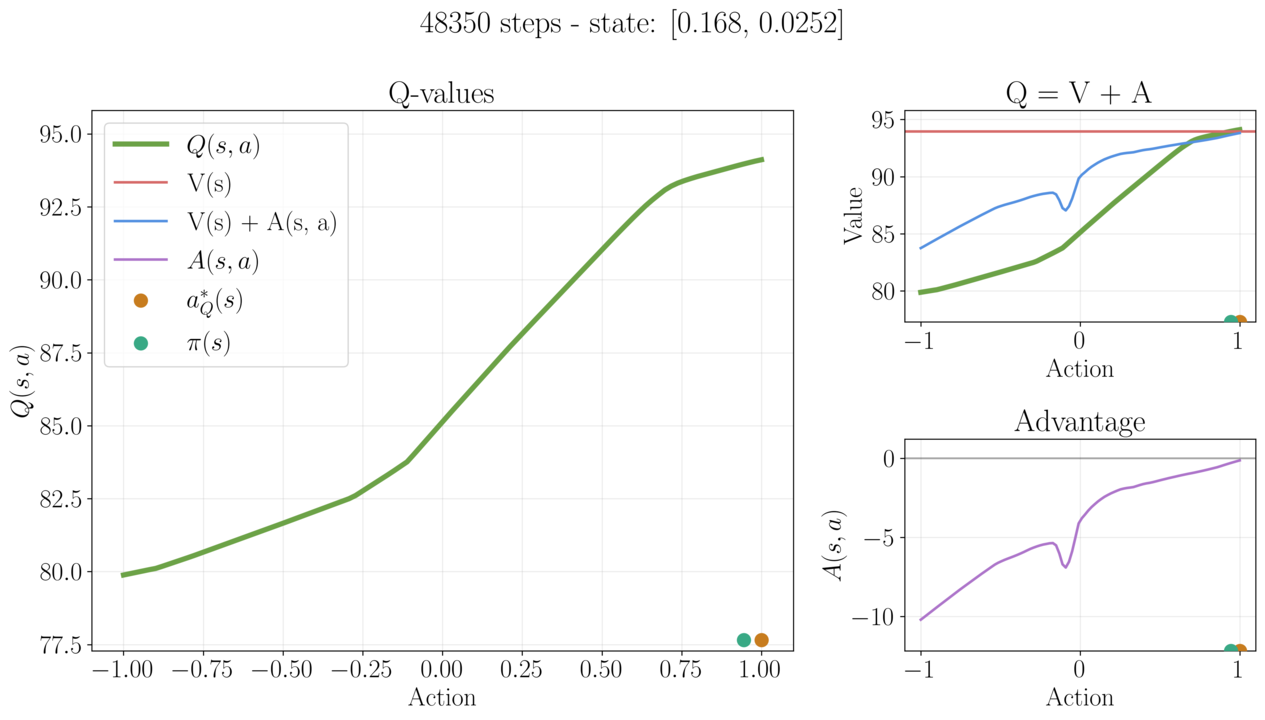 48350 steps - state: [0.168, 0.0252]
Q-values
Q(s, a)
95.0
92.5
90.0
87.5
85.0
82.5
80.0
77.5
Q(s, a)
V(s)
V(s) + A(s, a)
A(s, a)
a*_Q(s)
π(s)
−1.00 −0.75 −0.50 −0.25 0.00 0.25 0.50 0.75 1.00
Action
Q = V + A
Value
95
90
85
80
−1 0 1
Action
Advantage
A(s, a)
0
−5
−10
−1 0 1
Action